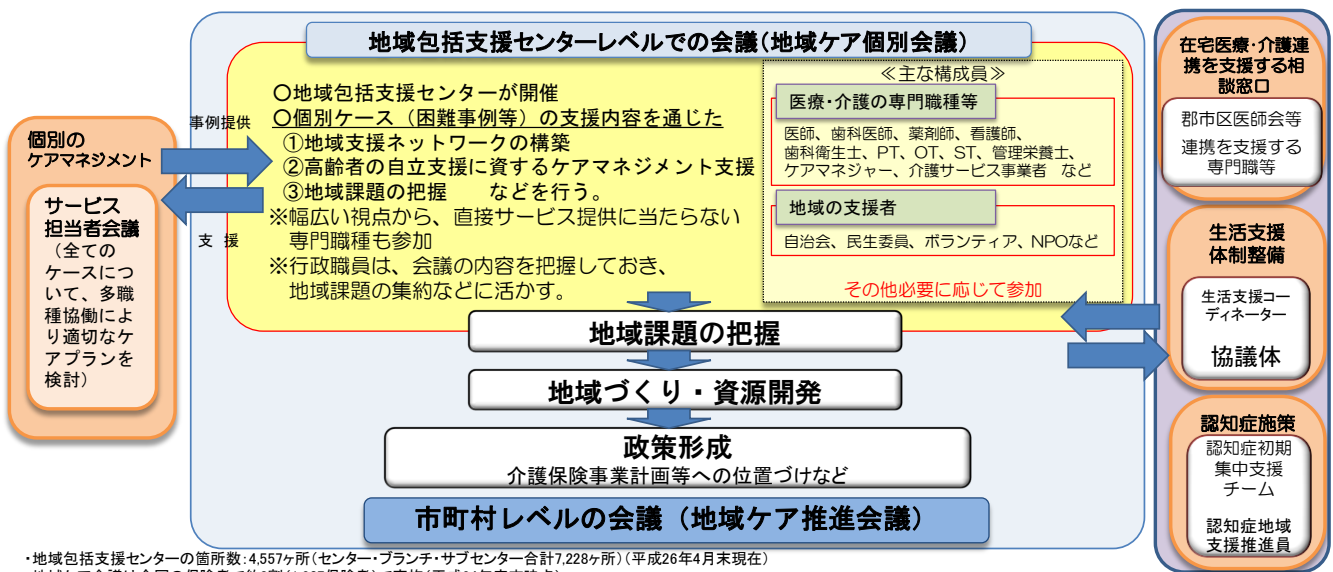 地域包括支援センターレベルでの会議(地域ケア個別会議)
個別の
ケアマネジメント
サービス
担当者会議
(全ての
ケースにつ
いて、多職
種協働によ
り適切なケ
アプランを
検討)
事例提供
支 援
〇地域包括支援センターが開催
〇個別ケース(困難事例等)の支援内容を通じた
①地域支援ネットワークの構築
②高齢者の自立支援に資するケアマネジメント支援
③地域課題の把握 などを行う。
※幅広い視点から、直接サービス提供に当たらない
専門職種も参加
※行政職員は、会議の内容を把握しておき、
地域課題の集約などに活かす。
≪主な構成員≫
医療・介護の専門職種等
医師、歯科医師、薬剤師、看護師、
歯科衛生士、PT、OT、ST、管理栄養士、
ケアマネジャー、介護サービス事業者 など
地域の支援者
自治会、民生委員、ボランティア、NPOなど
その他必要に応じて参加
地域課題の把握
地域づくり・資源開発
政策形成
介護保険事業計画等への位置づけなど
市町村レベルの会議(地域ケア推進会議)
在宅医療・介護連
携を支援する相
談窓口
郡市区医師会等
連携を支援する
専門職等
生活支援
体制整備
生活支援コー
ディネーター
協議体
認知症施策
認知症初期
集中支援
チーム
認知症地域
支援推進員
・地域包括支援センターの箇所数:4,557ヶ所(センター・ブランチ・サブセンター合計7,228ヶ所)(平成26年4月末現在)